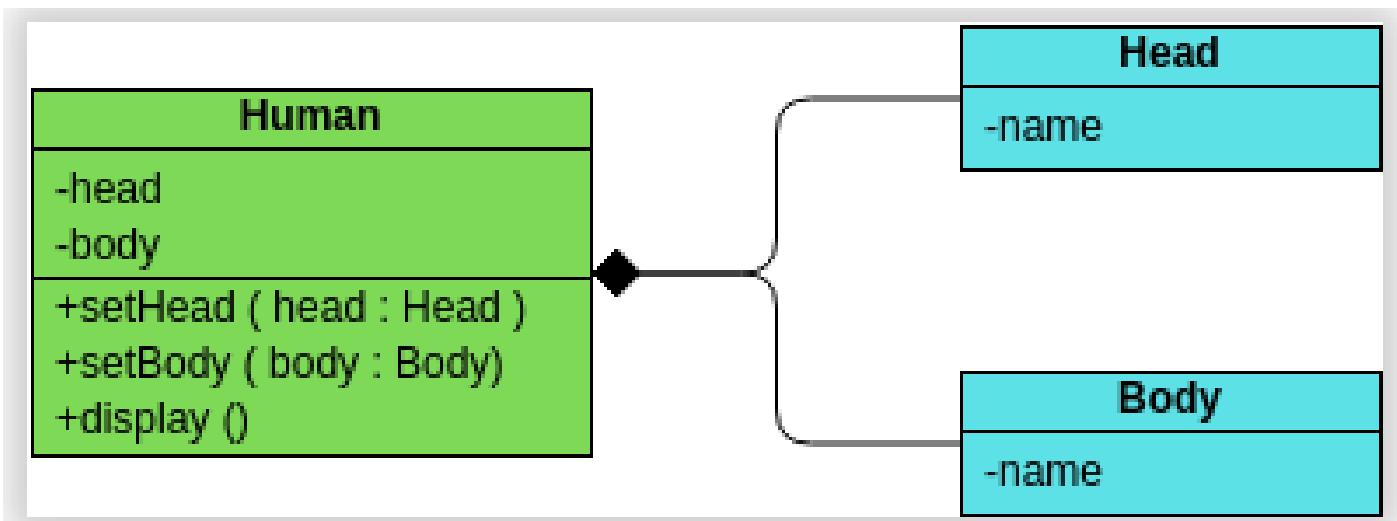 Human
-head
-body
+setHead ( head : Head )
+setBody ( body : Body)
+display ()
Head
-name
Body
-name